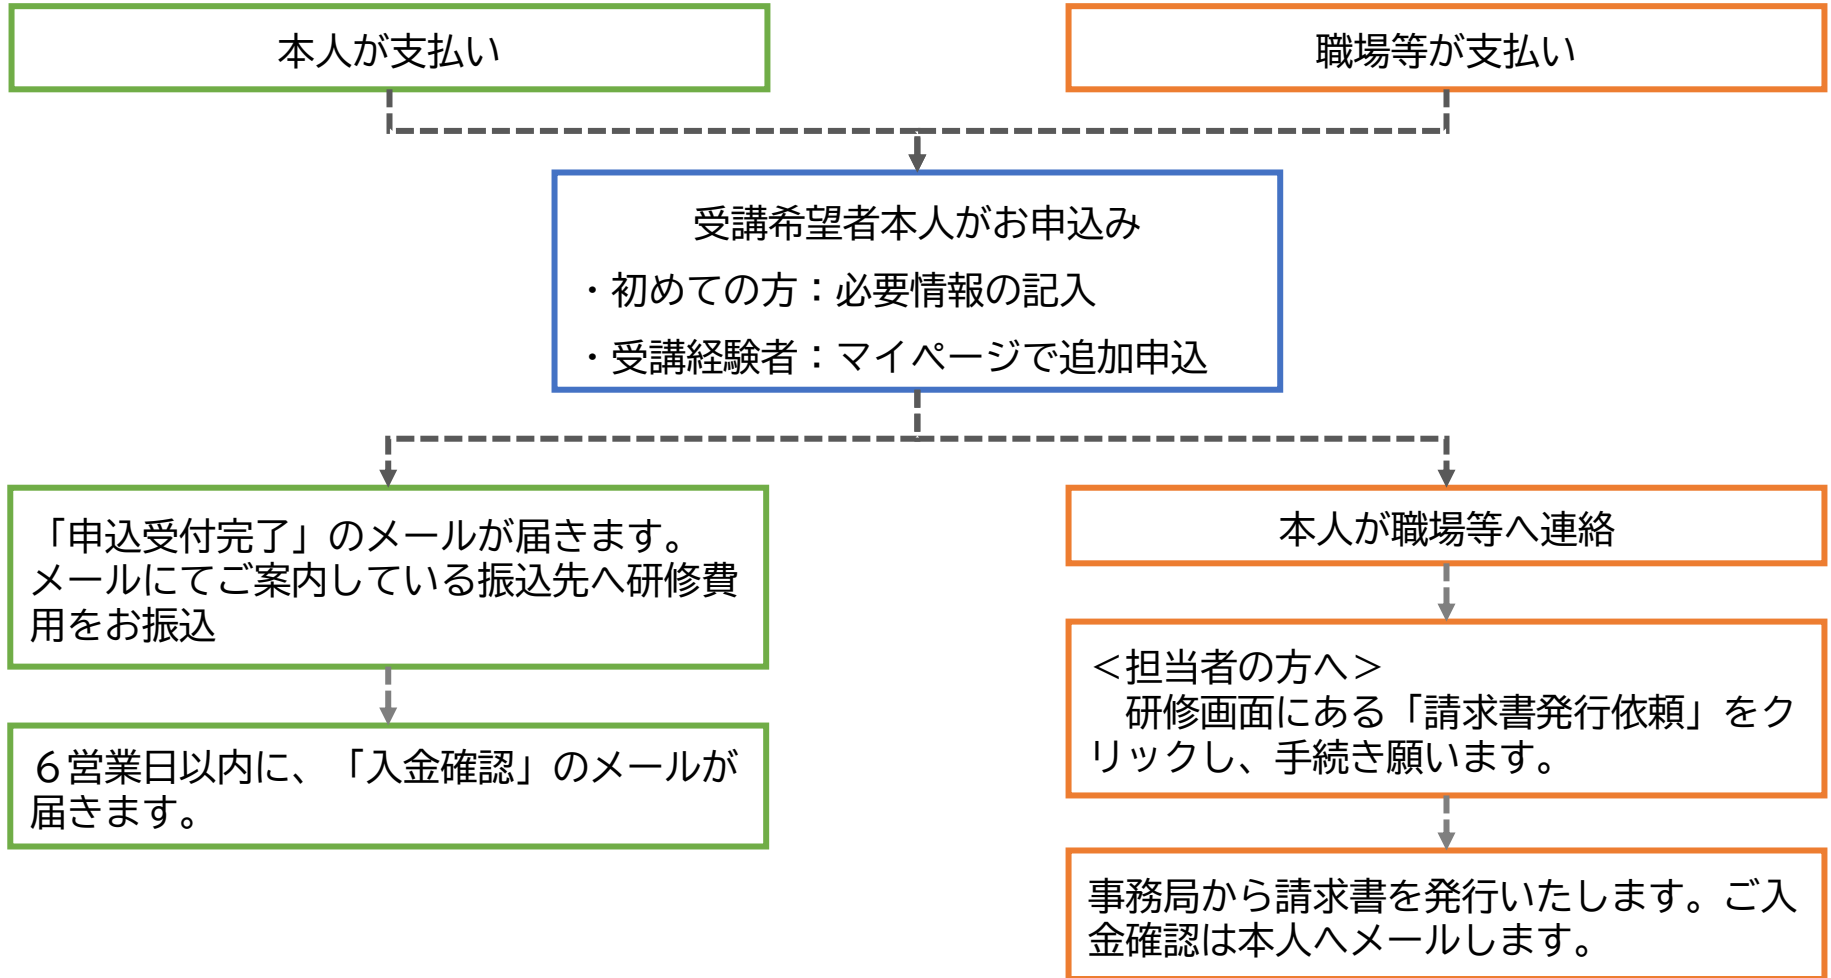 本人が支払い
職場等が支払い
受講希望者本人がお申込み
・初めての方：必要情報の記入
・受講経験者：マイページで追加申込
「申込受付完了」のメールが届きます。
メールにてご案内している振込先へ研修費
用をお振込
６営業日以内に、「入金確認」のメールが
届きます。
本人が職場等へ連絡
＜担当者の方へ＞
　研修画面にある「請求書発行依頼」をク
リックし、手続き願います。
事務局から請求書を発行いたします。ご入
金確認は本人へメールします。